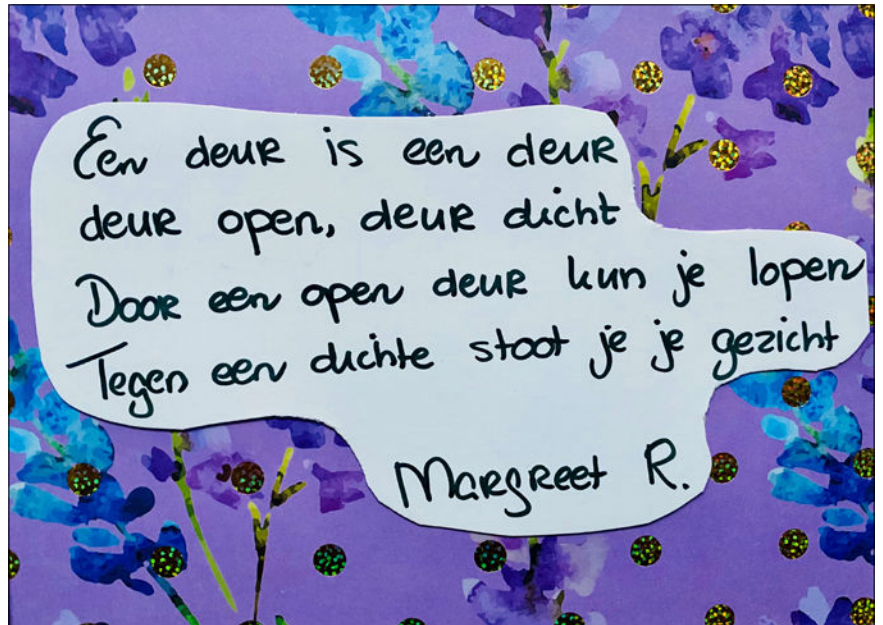 Een deur is een deur
deur open, deur dicht
Door een open deur kun je lopen
Tegen een dichte stoot je je gezicht
Margreet R.